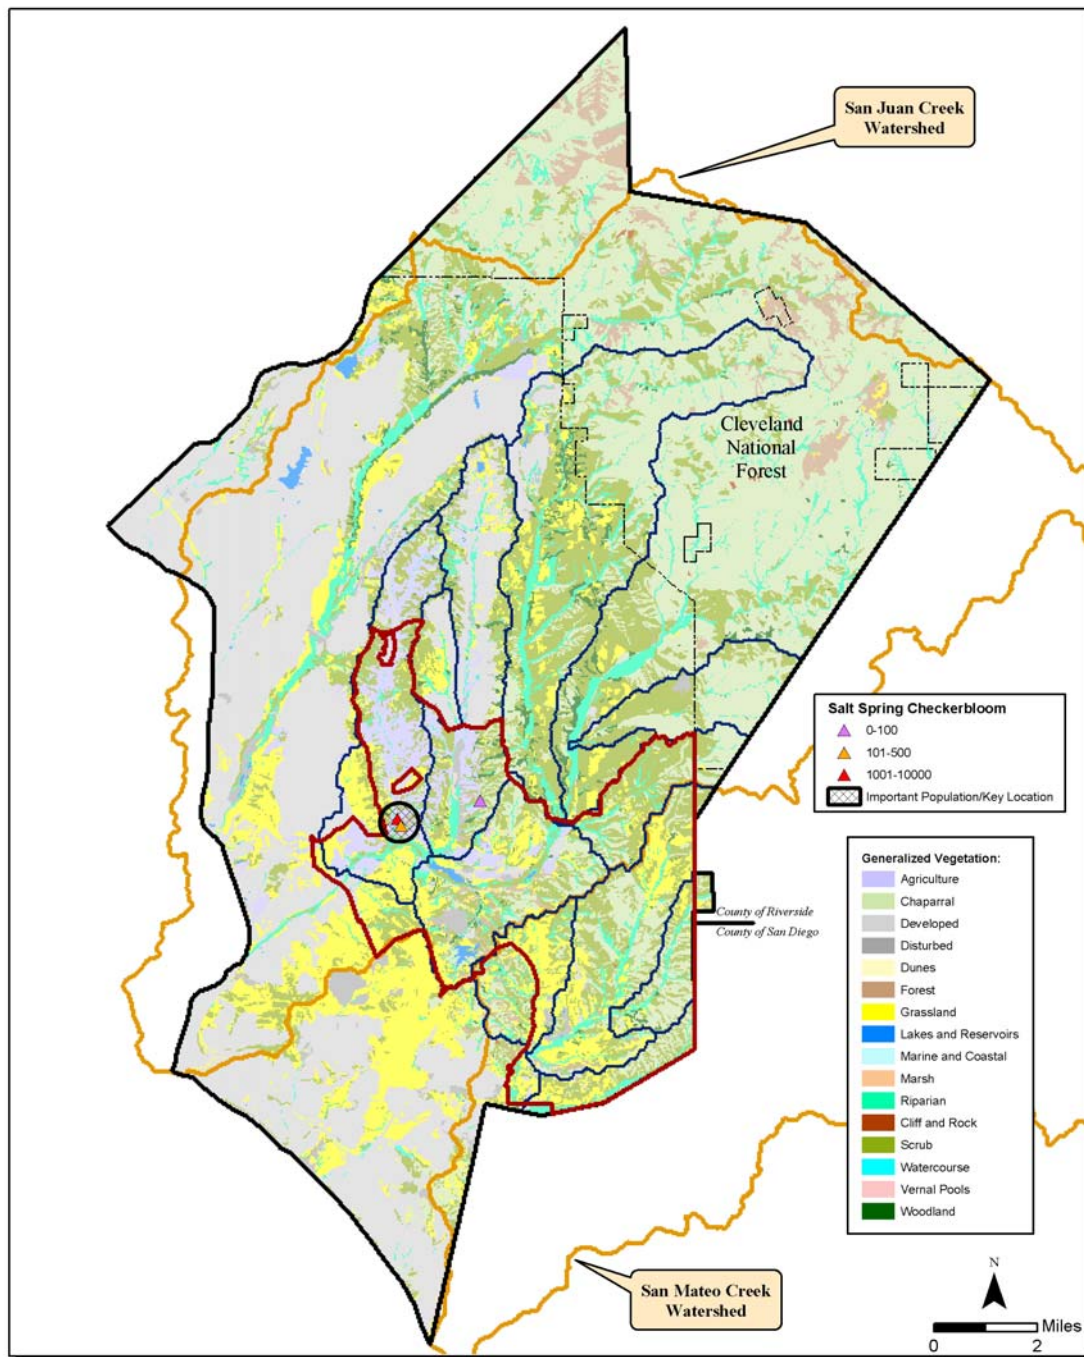 San Juan Creek
Watershed
Cleveland
National
Forest
Salt Spring Checkerbloom
0-100
101-500
1001-10000
Important Population/Key Location
Generalized Vegetation:
Agriculture
Chaparral
Developed
Disturbed
Dunes
Forest
Grassland
Lakes and Reservoirs
Marine and Coastal
Marsh
Riparian
Cliff and Rock
Scrub
Watercourse
Vernal Pools
Woodland
County of Riverside
County of San Diego
San Mateo Creek
Watershed
N
Miles
0 2